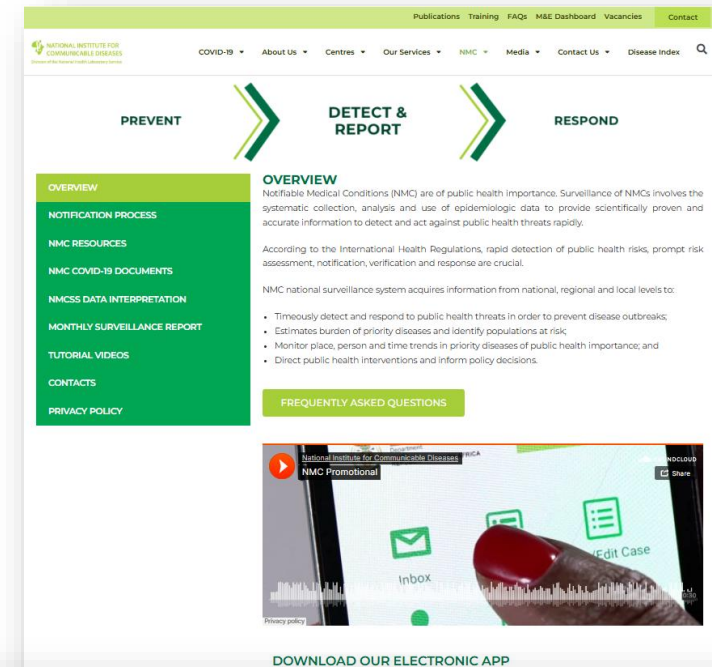 Publications Training FAQs M&E Dashboard Vacancies Contact
NATIONAL INSTITUTE FOR
COMMUNICABLE DISEASES
Division of the National Health Laboratory Service
COVID-19 About Us Centres Our Services NMC Media Contact Us Disease Index
PREVENT
DETECT &
REPORT
RESPOND
OVERVIEW
NOTIFICATION PROCESS
NMC RESOURCES
NMC COVID-19 DOCUMENTS
NMCSS DATA INTERPRETATION
MONTHLY SURVEILLANCE REPORT
TUTORIAL VIDEOS
CONTACTS
PRIVACY POLICY
OVERVIEW
Notifiable Medical Conditions (NMC) are of public health importance. Surveillance of NMCs involves the
systematic collection, analysis and use of epidemiologic data to provide scientifically proven and
accurate information to detect and act against public health threats rapidly.
According to the International Health Regulations, rapid detection of public health risks, prompt risk
assessment, notification, verification and response are crucial.
NMC national surveillance system acquires information from national, regional and local levels to:
• Timeously detect and respond to public health threats in order to prevent disease outbreaks;
• Estimates burden of priority diseases and identify populations at risk;
• Monitor place, person and time trends in priority diseases of public health importance; and
• Direct public health interventions and inform policy decisions.
FREQUENTLY ASKED QUESTIONS
National Institute for Communicable Diseases
NMC Promotional
Share
Inbox
/Edit Case
0:30
Privacy policy
DOWNLOAD OUR ELECTRONIC APP